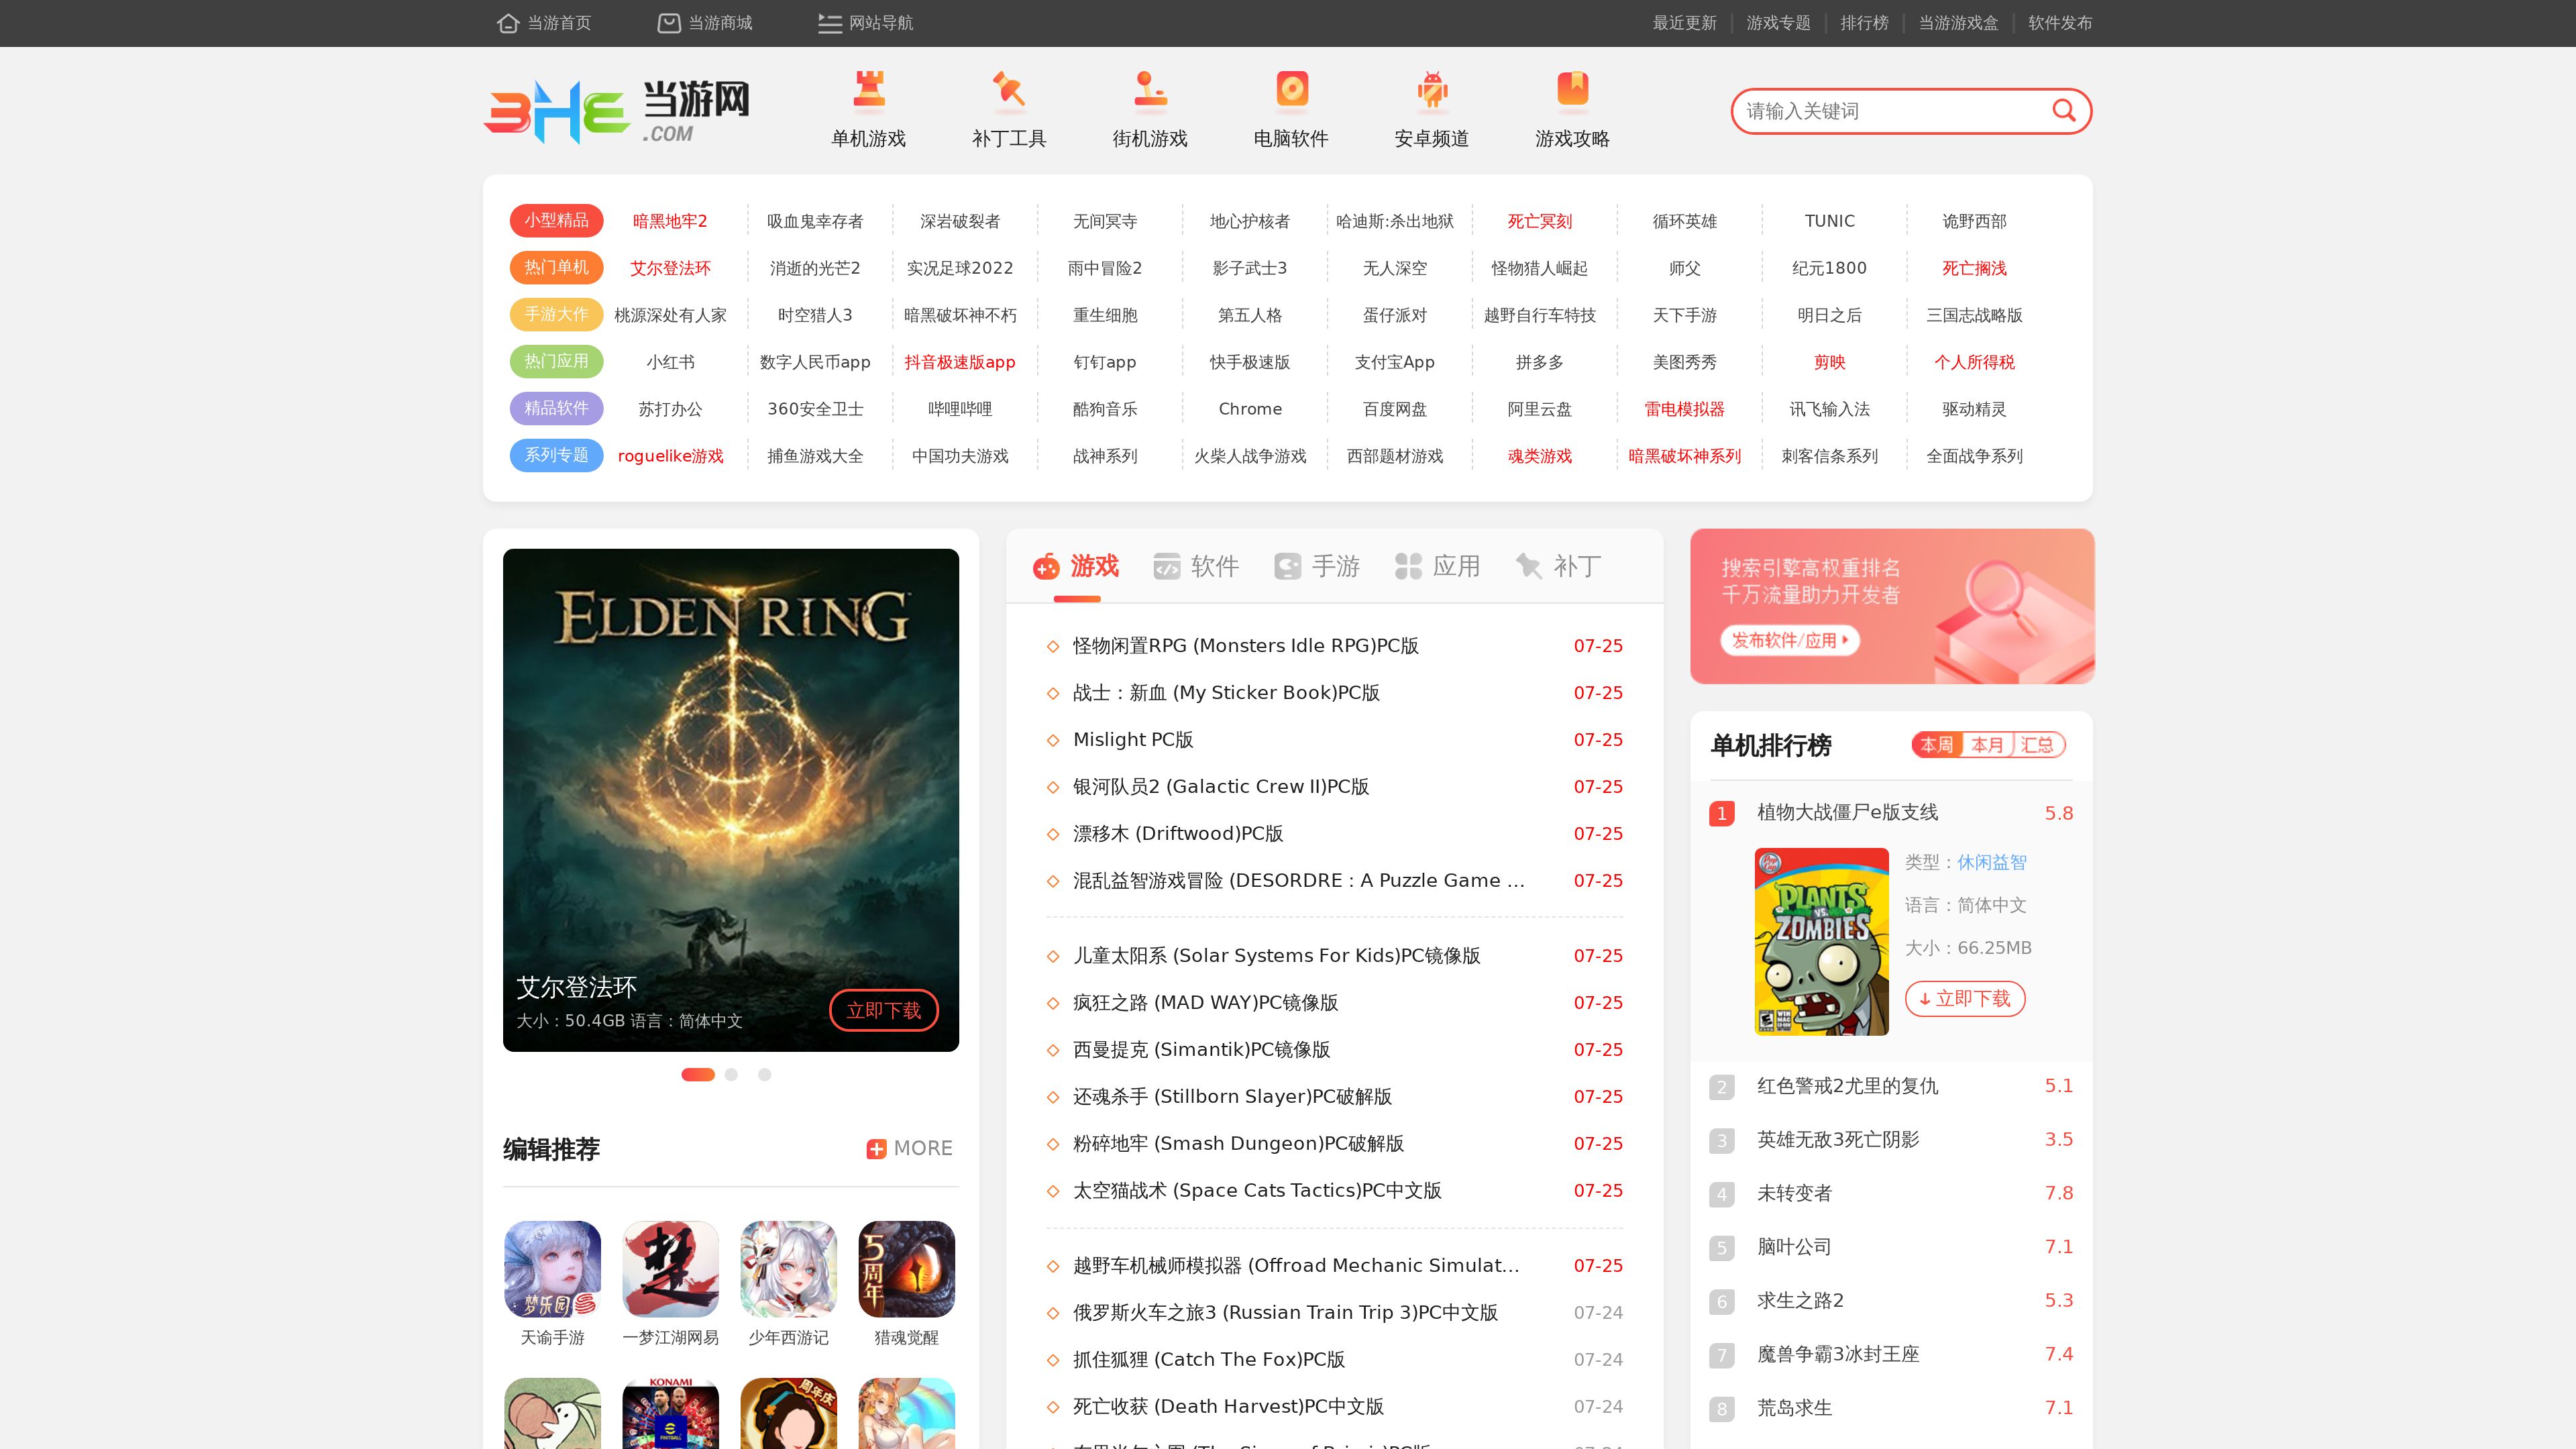 当游首页 当游商城 网站导航 最近更新 游戏专题 排行榜 当游游戏盒 软件发布
3HE 当游网 .COM
单机游戏 补丁工具 街机游戏 电脑软件 安卓频道 游戏攻略
请输入关键词
小型精品 暗黑地牢2 吸血鬼幸存者 深岩破裂者 无间冥寺 地心护核者 哈迪斯:杀出地狱 死亡冥刻 循环英雄 TUNIC 诡野西部
热门单机 艾尔登法环 消逝的光芒2 实况足球2022 雨中冒险2 影子武士3 无人深空 怪物猎人崛起 师父 纪元1800 死亡搁浅
手游大作 桃源深处有人家 时空猎人3 暗黑破坏神不朽 重生细胞 第五人格 蛋仔派对 越野自行车特技 天下手游 明日之后 三国志战略版
热门应用 小红书 数字人民币app 抖音极速版app 钉钉app 快手极速版 支付宝App 拼多多 美图秀秀 剪映 个人所得税
精品软件 苏打办公 360安全卫士 哔哩哔哩 酷狗音乐 Chrome 百度网盘 阿里云盘 雷电模拟器 讯飞输入法 驱动精灵
系列专题 roguelike游戏 捕鱼游戏大全 中国功夫游戏 战神系列 火柴人战争游戏 西部题材游戏 魂类游戏 暗黑破坏神系列 刺客信条系列 全面战争系列
ELDEN RING
艾尔登法环
大小：50.4GB 语言：简体中文
立即下载
编辑推荐 MORE
梦乐园
楚
5周年
天谕手游 一梦江湖网易 少年西游记 猎魂觉醒
KONAMI
周年庆
游戏 软件 手游 应用 补丁
怪物闲置RPG (Monsters Idle RPG)PC版 07-25
战士：新血 (My Sticker Book)PC版 07-25
Mislight PC版 07-25
银河队员2 (Galactic Crew II)PC版 07-25
漂移木 (Driftwood)PC版 07-25
混乱益智游戏冒险 (DESORDRE : A Puzzle Game ... 07-25
儿童太阳系 (Solar Systems For Kids)PC镜像版 07-25
疯狂之路 (MAD WAY)PC镜像版 07-25
西曼提克 (Simantik)PC镜像版 07-25
还魂杀手 (Stillborn Slayer)PC破解版 07-25
粉碎地牢 (Smash Dungeon)PC破解版 07-25
太空猫战术 (Space Cats Tactics)PC中文版 07-25
越野车机械师模拟器 (Offroad Mechanic Simulat... 07-25
俄罗斯火车之旅3 (Russian Train Trip 3)PC中文版 07-24
抓住狐狸 (Catch The Fox)PC版 07-24
死亡收获 (Death Harvest)PC中文版 07-24
搜索引擎高权重排名
千万流量助力开发者
发布软件/应用
单机排行榜 本周 本月 汇总
1 植物大战僵尸e版支线 5.8
PLANTS VS. ZOMBIES
类型：休闲益智
语言：简体中文
大小：66.25MB
立即下载
2 红色警戒2尤里的复仇 5.1
3 英雄无敌3死亡阴影 3.5
4 未转变者 7.8
5 脑叶公司 7.1
6 求生之路2 5.3
7 魔兽争霸3冰封王座 7.4
8 荒岛求生 7.1